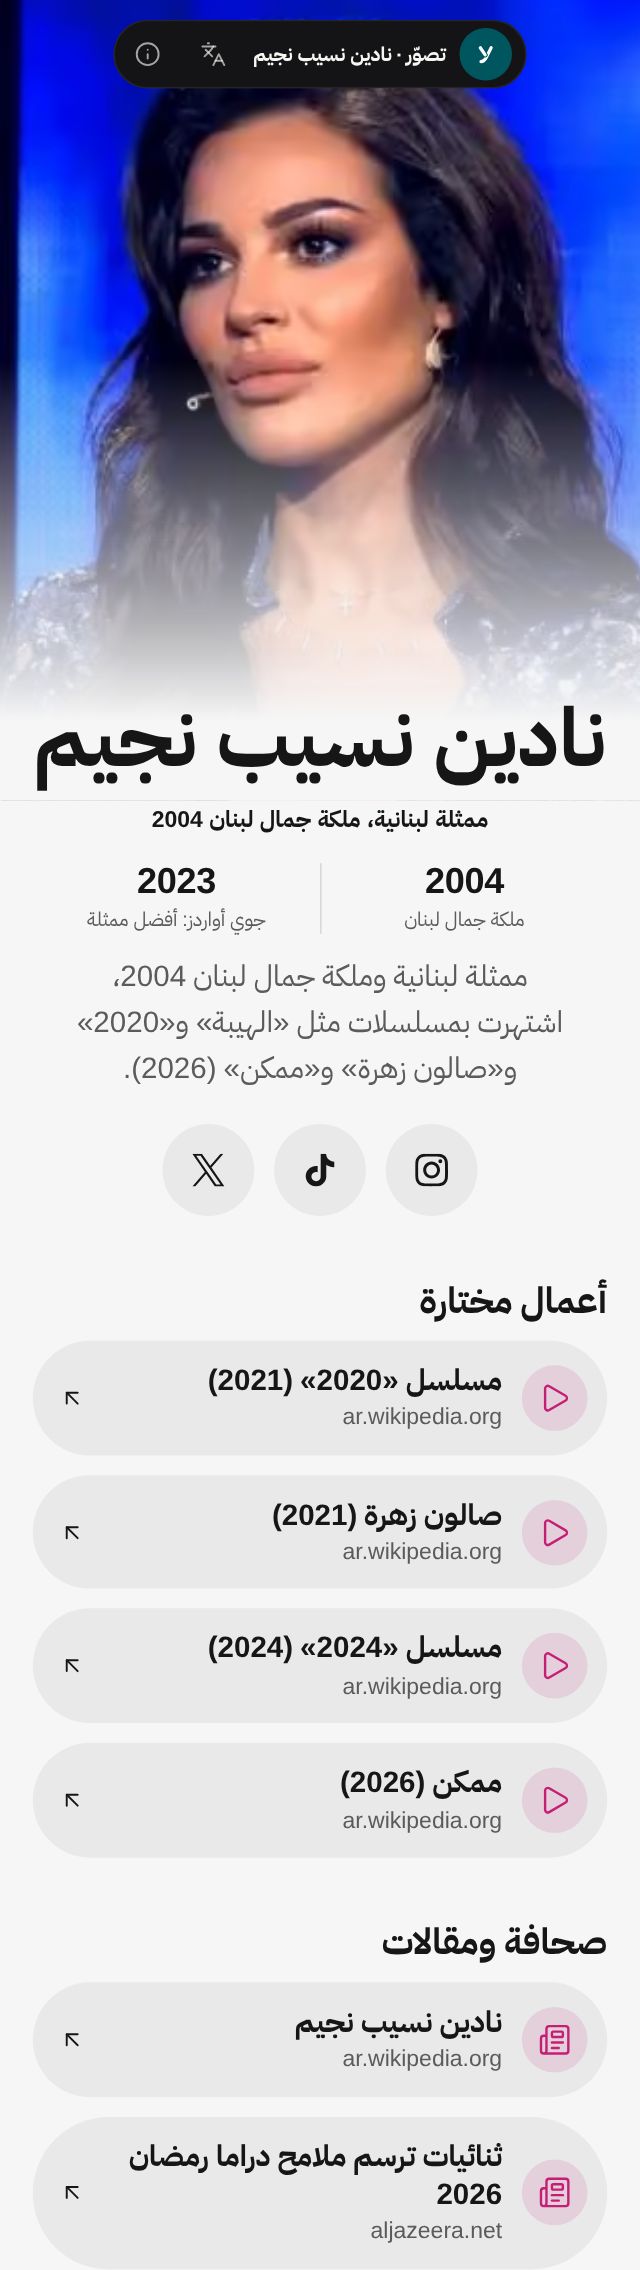 تصوّر · نادين نسيب نجيم
نادين نسيب نجيم
ممثلة لبنانية، ملكة جمال لبنان 2004
2004
ملكة جمال لبنان
2023
جوي أواردز: أفضل ممثلة
ممثلة لبنانية وملكة جمال لبنان 2004،
اشتهرت بمسلسلات مثل «الهيبة» و«2020»
و«صالون زهرة» و«ممكن» (2026).
أعمال مختارة
مسلسل «2020» (2021)
ar.wikipedia.org
صالون زهرة (2021)
ar.wikipedia.org
مسلسل «2024» (2024)
ar.wikipedia.org
ممكن (2026)
ar.wikipedia.org
صحافة ومقالات
نادين نسيب نجيم
ar.wikipedia.org
ثنائيات ترسم ملامح دراما رمضان
2026
aljazeera.net